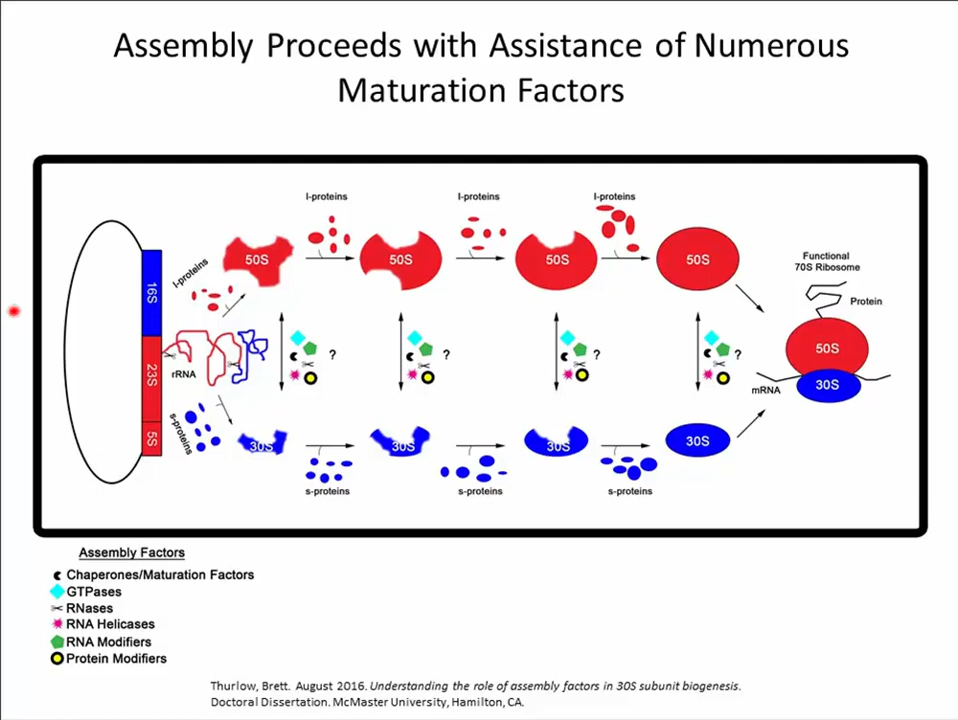 Assembly Proceeds with Assistance of Numerous
Maturation Factors
l-proteins
l-proteins
l-proteins
50S
50S
50S
50S
Functional
70S Ribosome
l-proteins
16S
Protein
rRNA
23S
?
?
?
?
50S
mRNA
30S
s-proteins
5S
30S
30S
30S
30S
s-proteins
s-proteins
s-proteins
Assembly Factors
Chaperones/Maturation Factors
GTPases
RNases
RNA Helicases
RNA Modifiers
Protein Modifiers
Thurlow, Brett. August 2016. Understanding the role of assembly factors in 30S subunit biogenesis.
Doctoral Dissertation. McMaster University, Hamilton, CA.